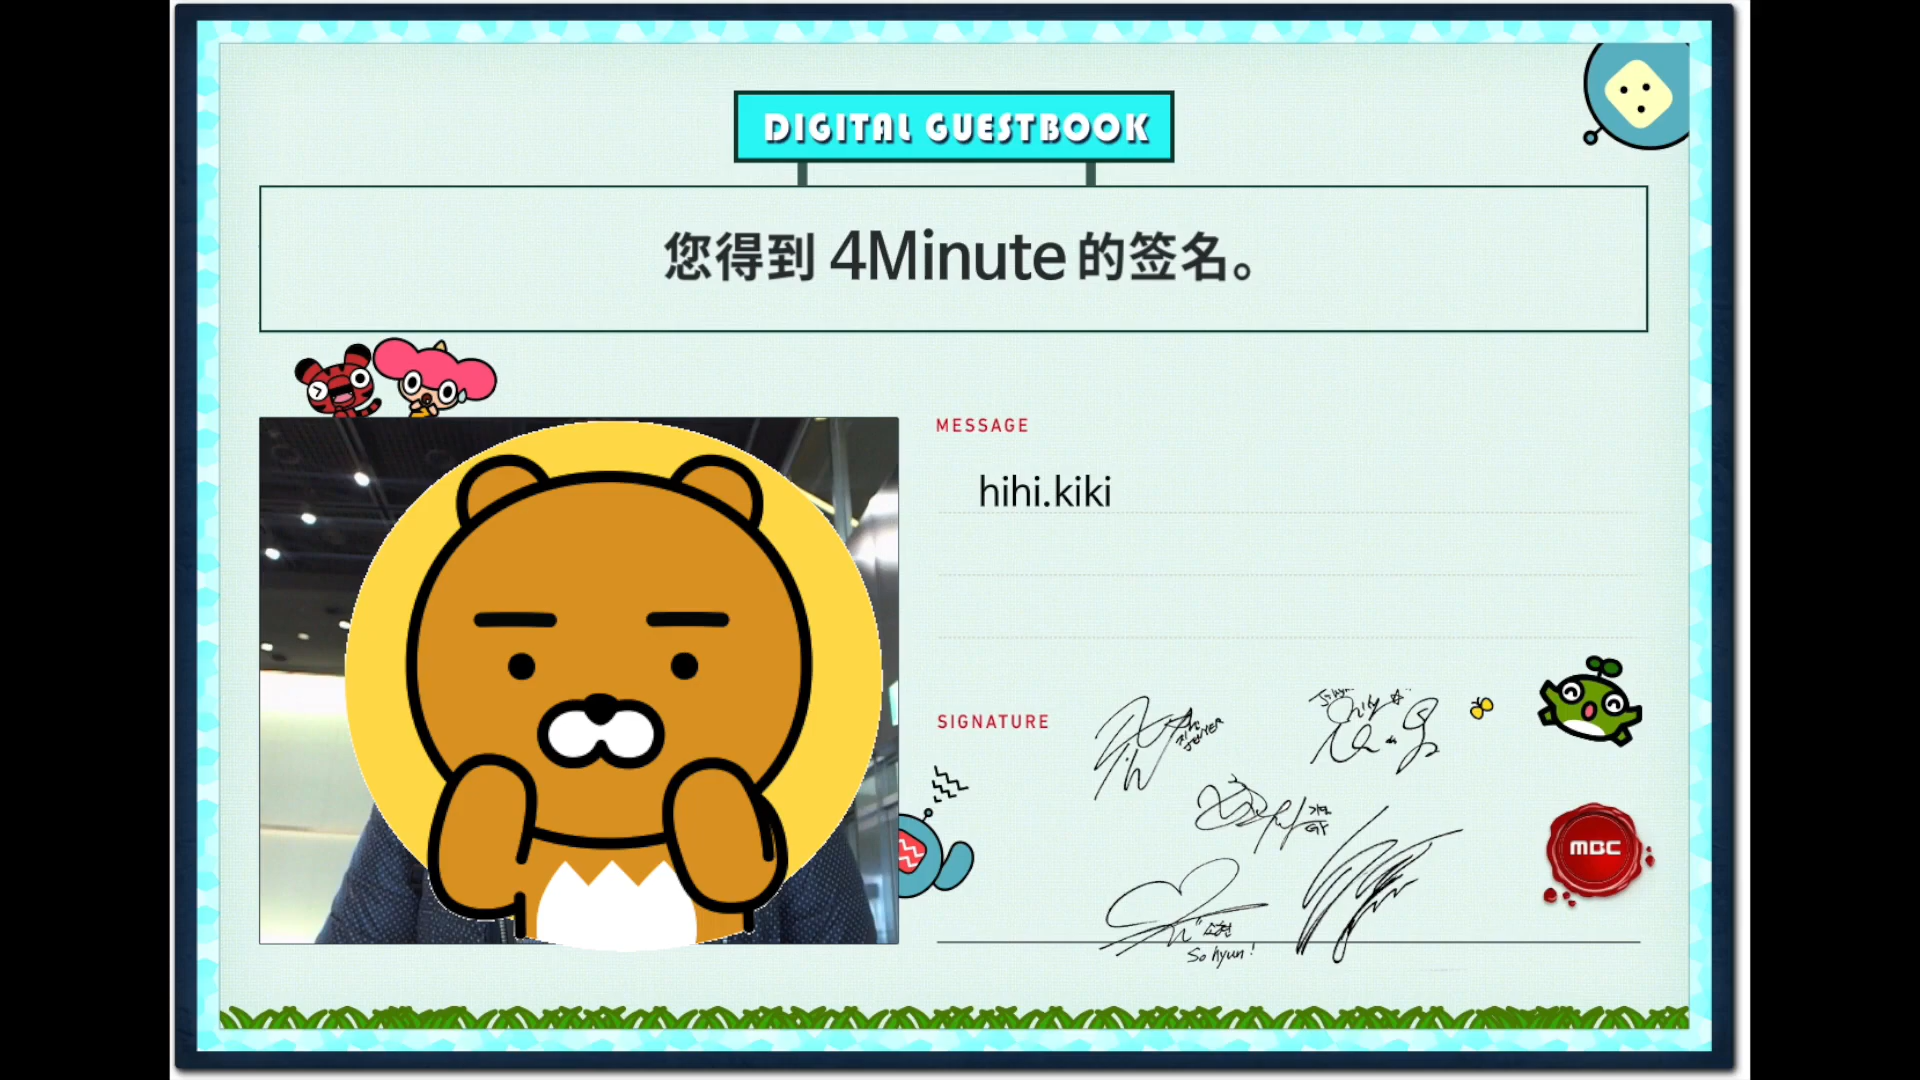 DIGITAL GUESTBOOK
您得到 4Minute 的签名。
MESSAGE
hihi.kiki
SIGNATURE
So hyun!
MBC